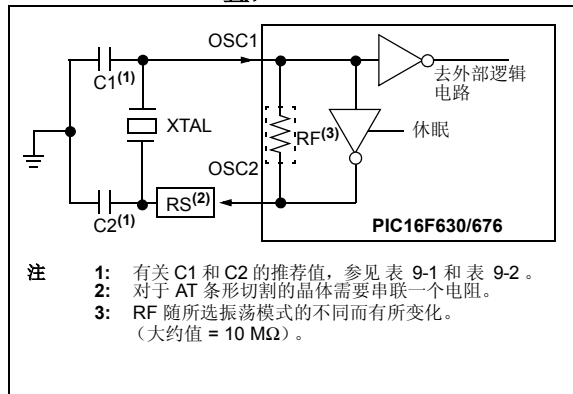 OSC1
C1(1)
去外部逻辑
电路
XTAL
RF(3)
休眠
OSC2
RS(2)
C2(1)
PIC16F630/676
注 1: 有关 C1 和 C2 的推荐值，参见 表 9-1 和 表 9-2 。
2: 对于 AT 条形切割的晶体需要串联一个电阻。
3: RF 随所选振荡模式的不同而有所变化。
（大约值 = 10 MΩ）。